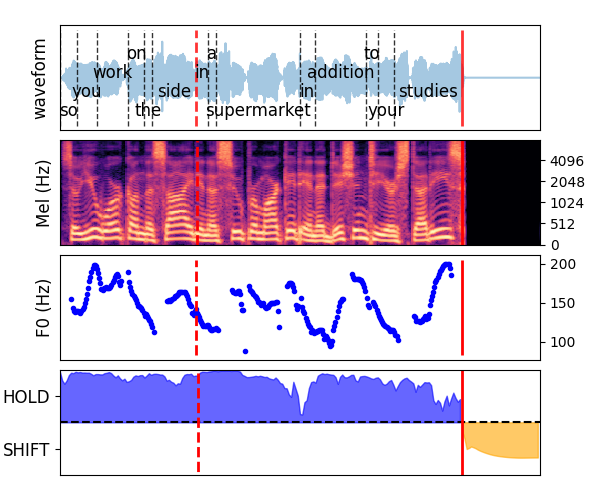 waveform
on a to
work in addition
you side in studies
so the supermarket your
Mel (Hz)
4096
2048
1024
512
0
F0 (Hz)
200
150
100
HOLD
SHIFT